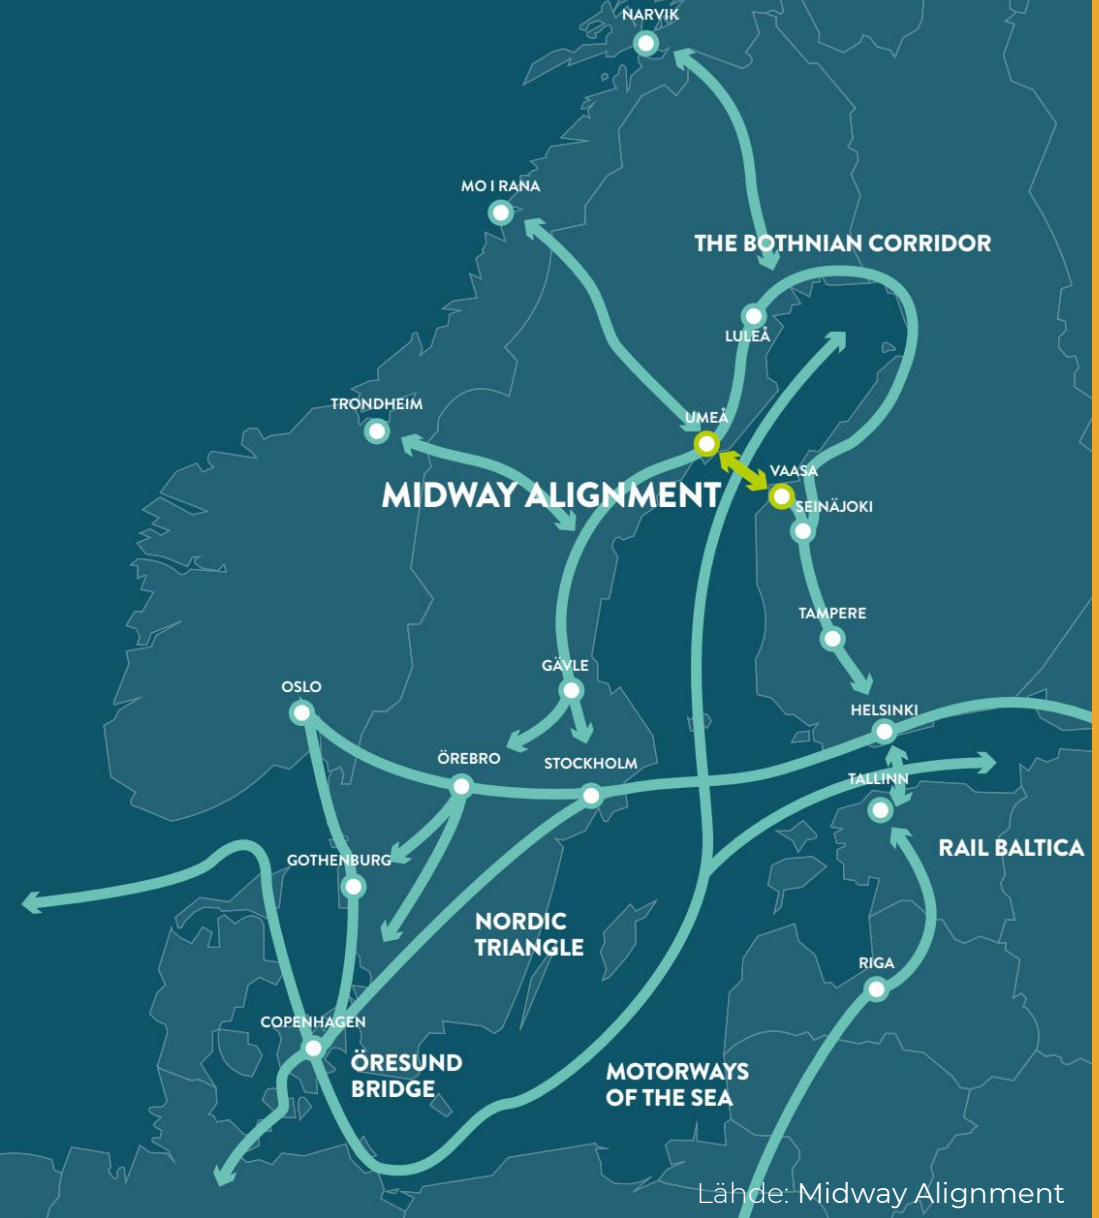 NARVIK
MO I RANA
THE BOTHNIAN CORRIDOR
LULEÅ
TRONDHEIM
UMEÅ
VAASA
MIDWAY ALIGNMENT
SEINÄJOKI
TAMPERE
GÄVLE
OSLO
HELSINKI
ÖREBRO
STOCKHOLM
TALLINN
RAIL BALTICA
GOTHENBURG
NORDIC
TRIANGLE
RIGA
COPENHAGEN
ÖRESUND
BRIDGE
MOTORWAYS
OF THE SEA
Lähde: Midway Alignment